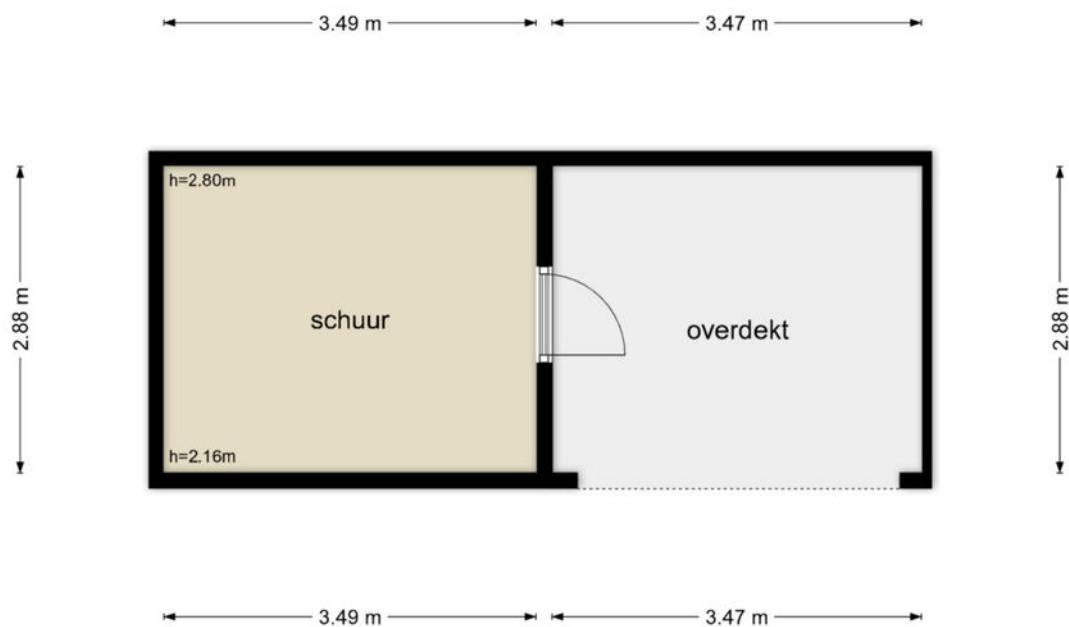 3.49 m
3.47 m
h=2.80m
2.88 m
schuur
overdekt
2.88 m
h=2.16m
3.49 m
3.47 m